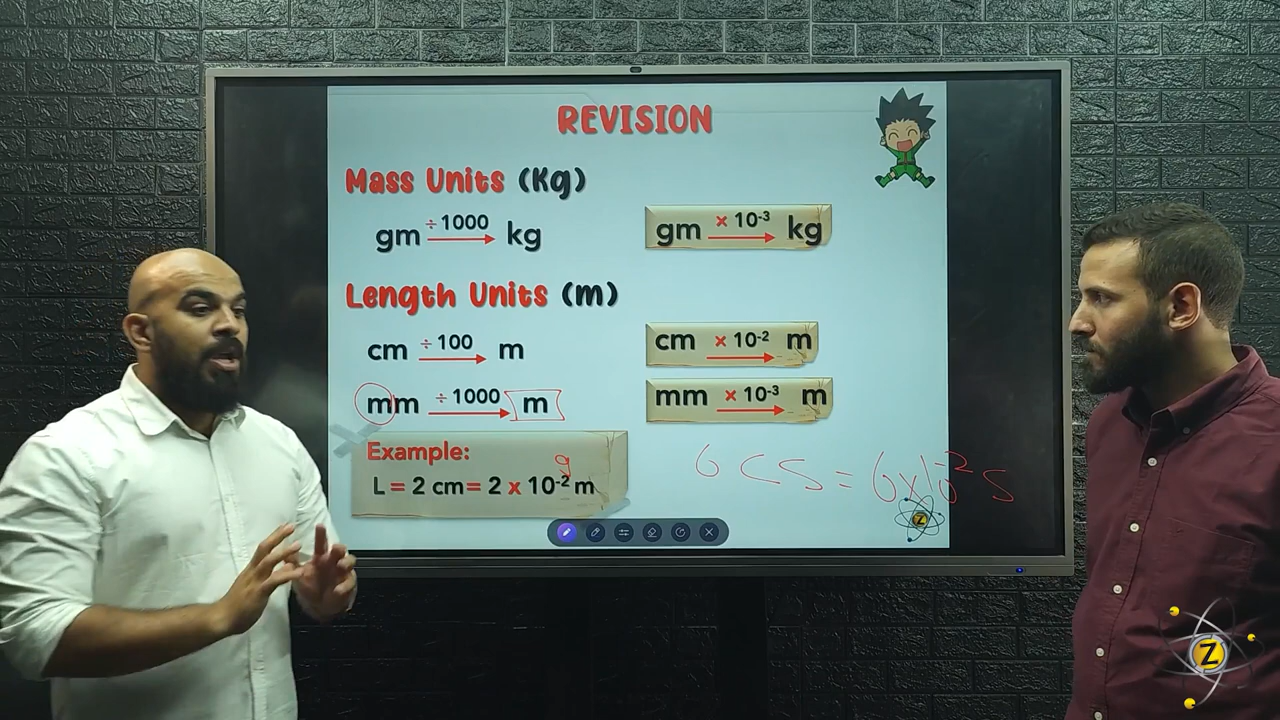 REVISION
Mass Units (Kg)
gm ÷ 1000 kg
gm × 10⁻³ kg
Length Units (m)
cm ÷ 100 m
cm × 10⁻² m
mm ÷ 1000 m
mm × 10⁻³ m
Example:
g
L = 2 cm = 2 x 10⁻² m
6 CS = 6x10⁻² S
Z
Z